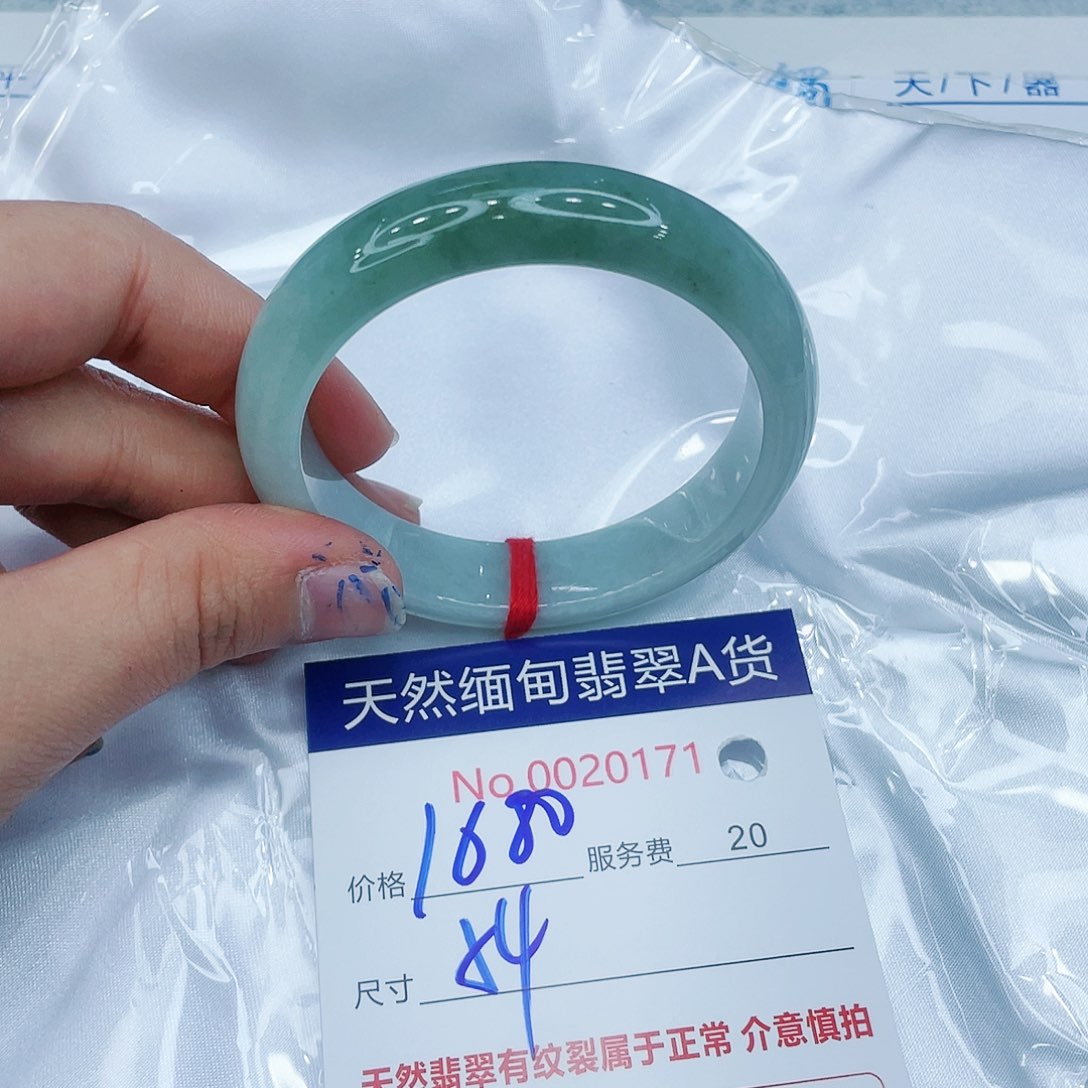 天/下/器
天然缅甸翡翠A货
No.0020171
价格 1680 服务费 20
尺寸 54
天然翡翠有纹裂属于正常 介意慎拍